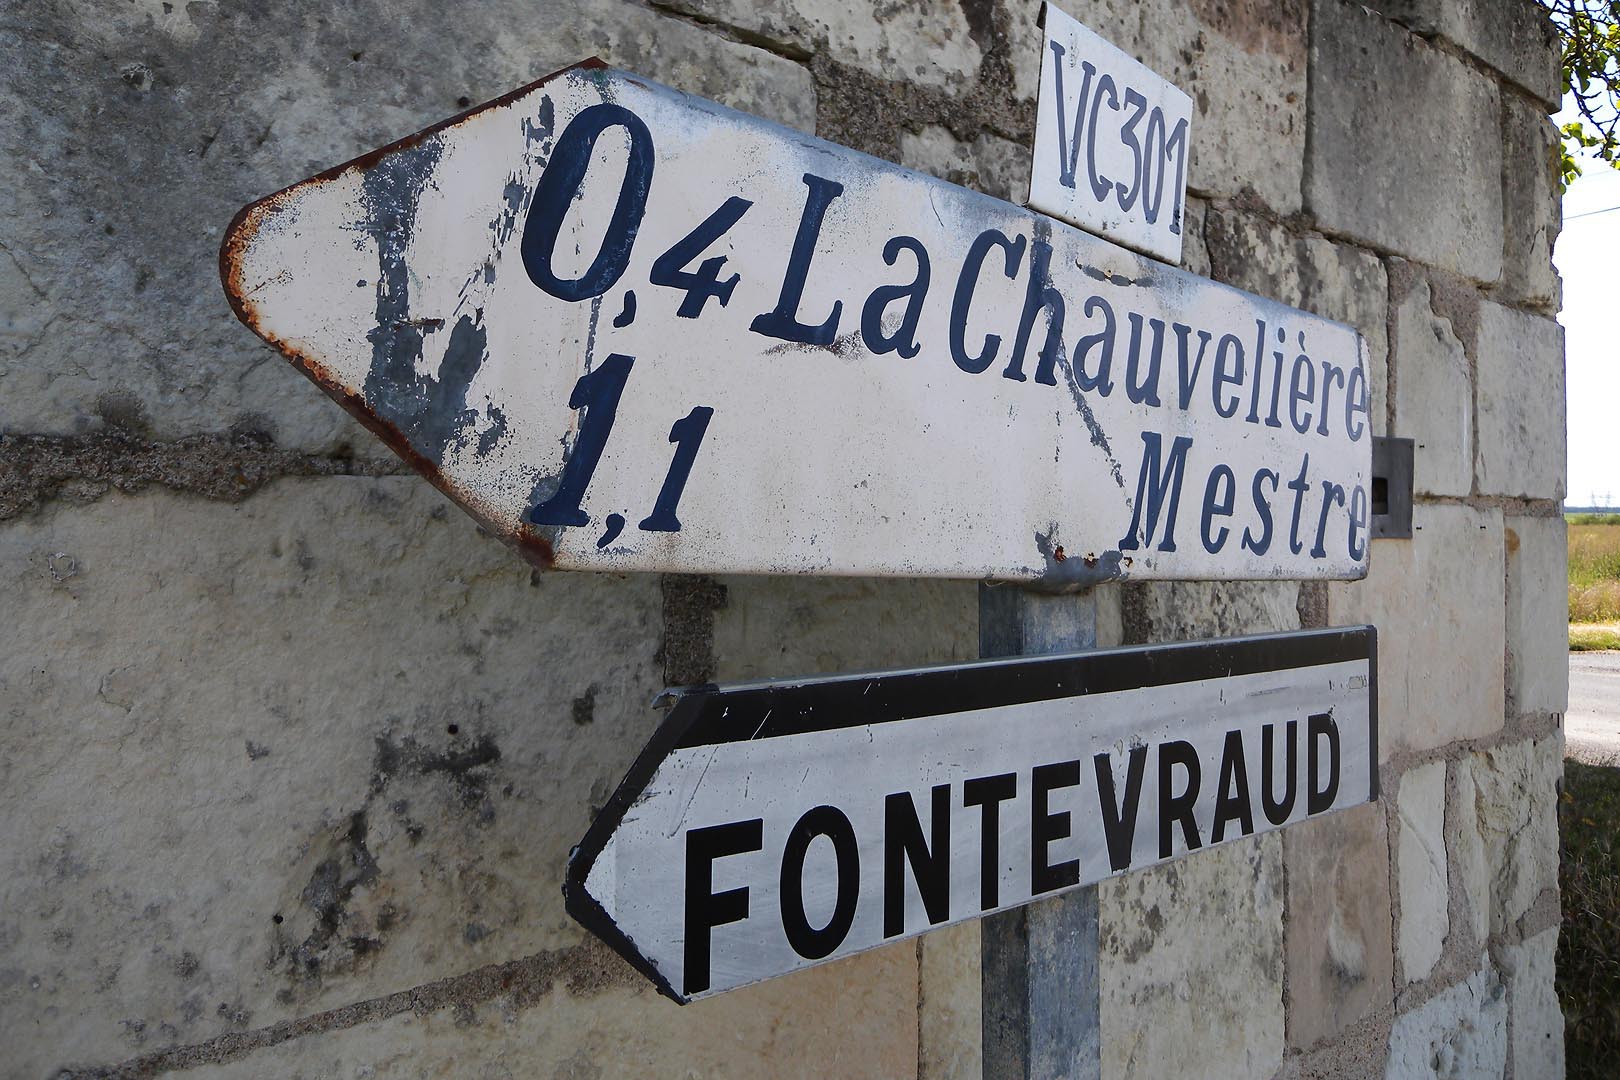 VC301
0,4 La Chauvelière
1,1 Mestré
FONTEVRAUD